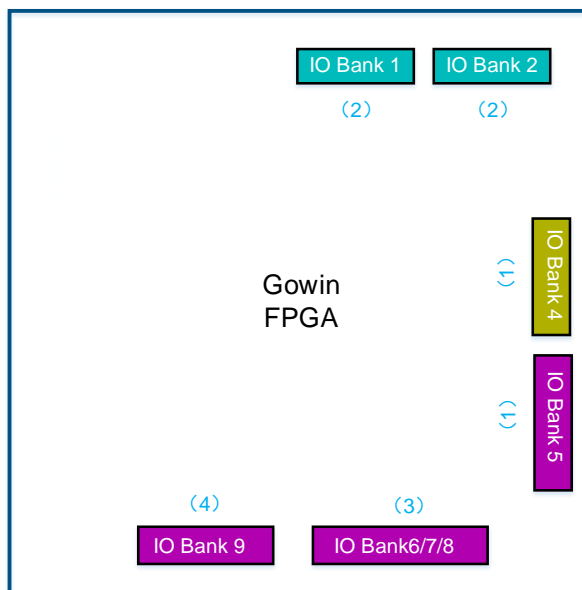 IO Bank 1
IO Bank 2
（2）
（2）
IO Bank 4
（1）
Gowin
FPGA
IO Bank 5
（1）
（4）
（3）
IO Bank 9
IO Bank6/7/8